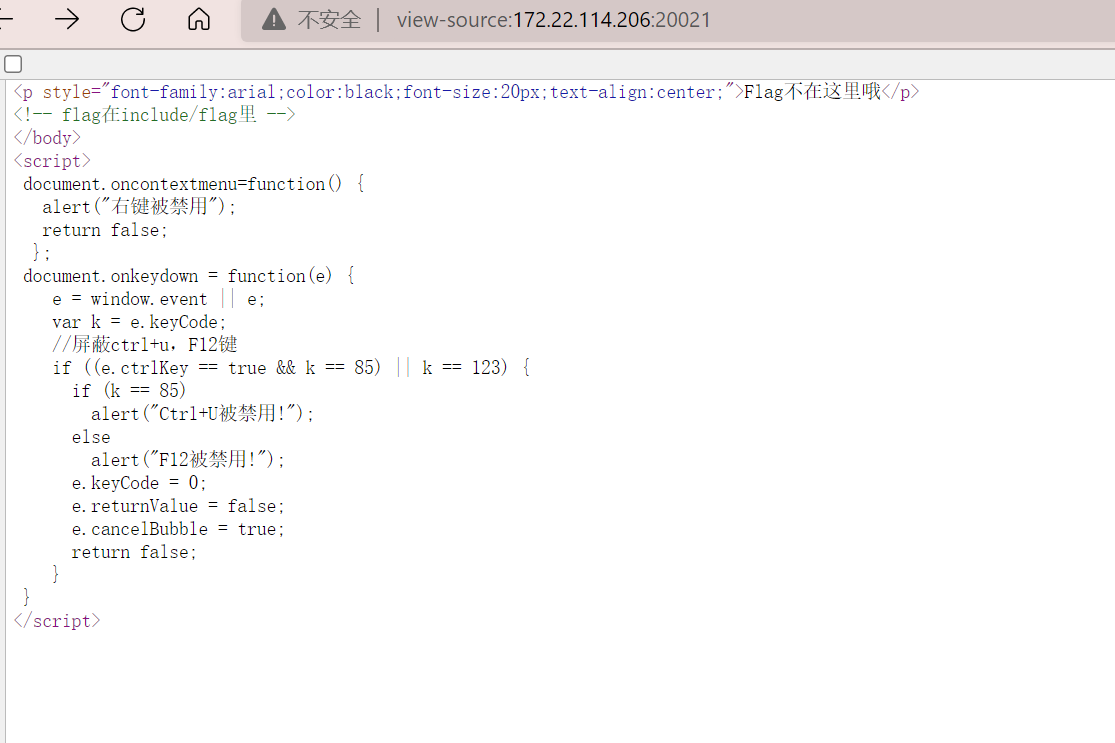 不安全 | view-source:172.22.114.206:20021
<p style="font-family:arial;color:black;font-size:20px;text-align:center;">Flag不在这里哦</p>
<!-- flag在include/flag里 -->
</body>
<script>
document.oncontextmenu=function() {
alert("右键被禁用");
return false;
};
document.onkeydown = function(e) {
e = window.event || e;
var k = e.keyCode;
//屏蔽ctrl+u，F12键
if ((e.ctrlKey == true && k == 85) || k == 123) {
if (k == 85)
alert("Ctrl+U被禁用!");
else
alert("F12被禁用!");
e.keyCode = 0;
e.returnValue = false;
e.cancelBubble = true;
return false;
}
}
</script>